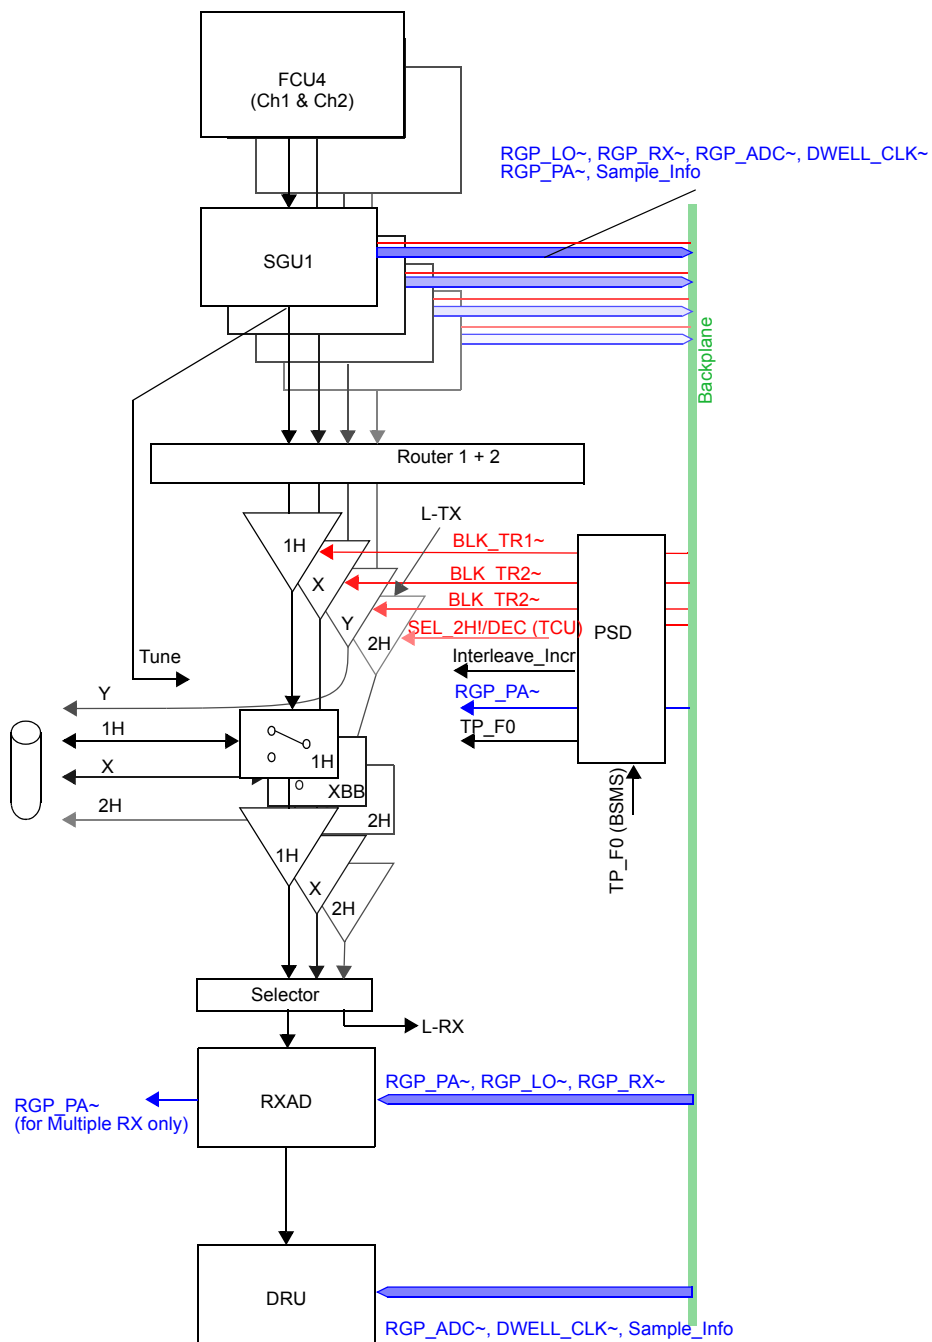 FCU4
(Ch1 & Ch2)
RGP_LO~, RGP_RX~, RGP_ADC~, DWELL_CLK~
RGP_PA~, Sample_Info
SGU1
Backplane
Router 1 + 2
L-TX
1H
BLK_TR1~
X
BLK_TR2~
BLK_TR2~
Y
SEL_2H!/DEC (TCU)
2H
PSD
Tune
Interleave_Incr
Y
RGP_PA~
1H
TP_F0
1H
X
XBB
2H
2H
TP_F0 (BSMS)
1H
X
2H
Selector
L-RX
RXAD
RGP_PA~, RGP_LO~, RGP_RX~
RGP_PA~
(for Multiple RX only)
DRU
RGP_ADC~, DWELL_CLK~, Sample_Info